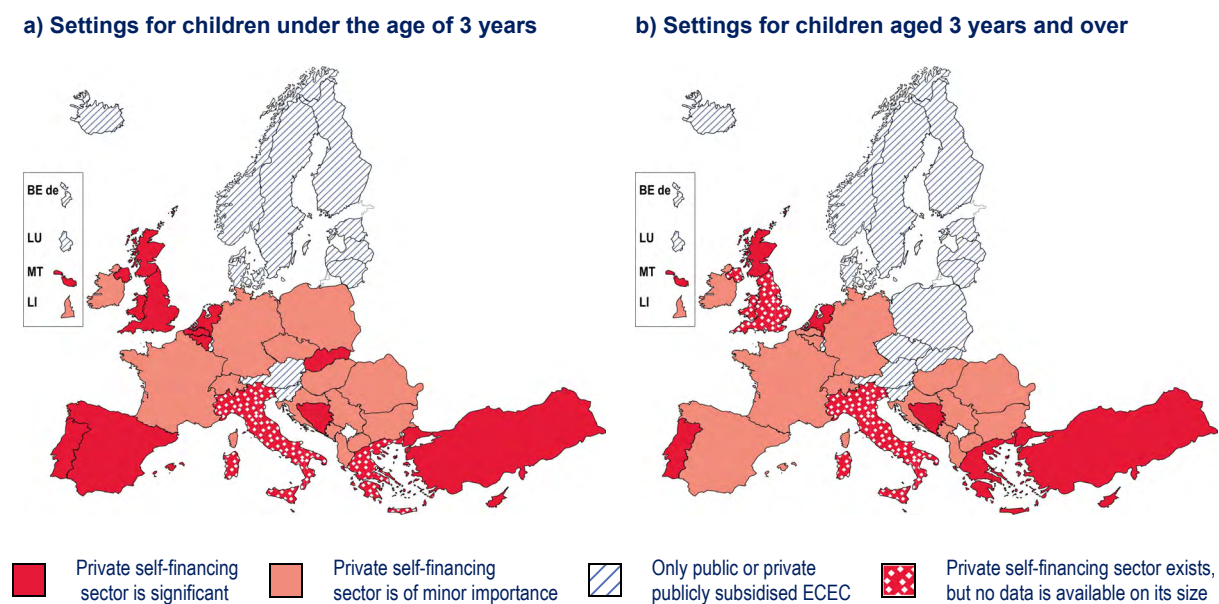 a) Settings for children under the age of 3 years
b) Settings for children aged 3 years and over
BE de
LU
MT
LI
BE de
LU
MT
LI
Private self-financing
sector is significant
Private self-financing
sector is of minor importance
Only public or private
publicly subsidised ECEC
Private self-financing sector exists,
but no data is available on its size